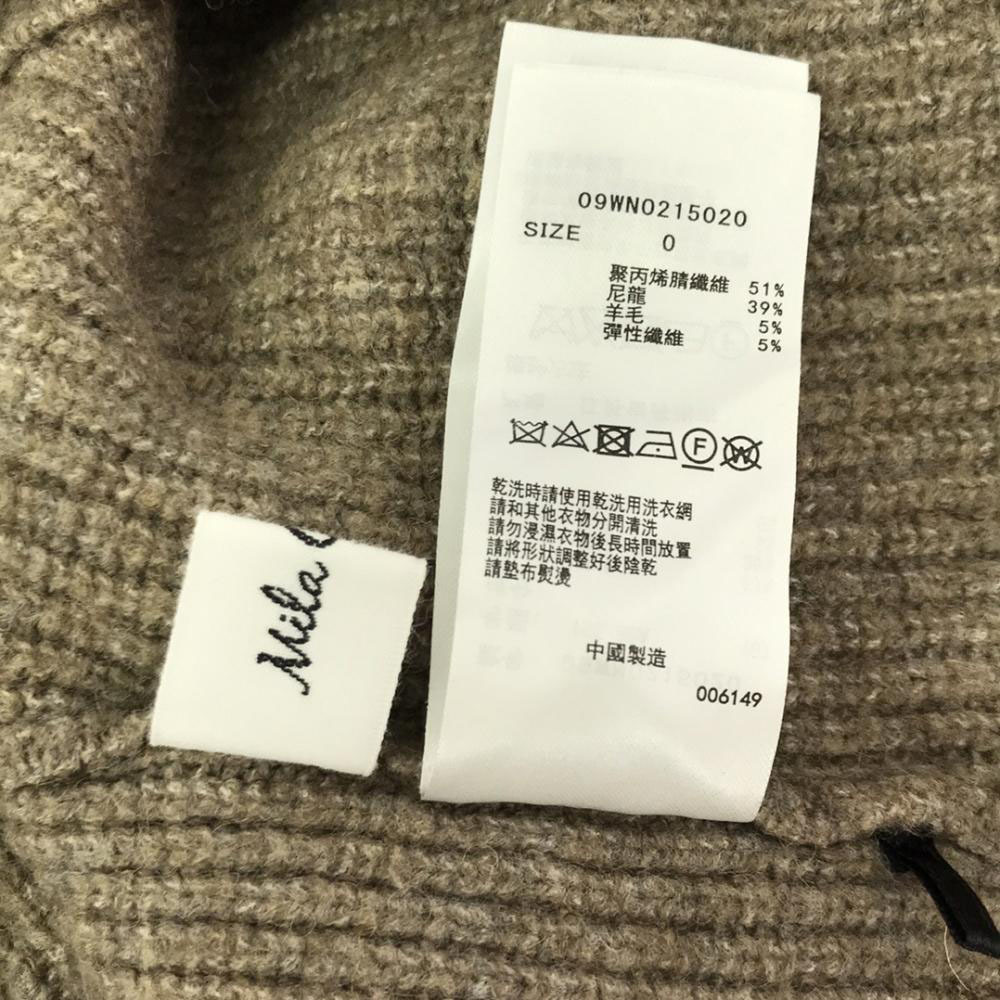 09WN0215020
SIZE 0
聚丙烯腈纖維 51%
尼龍 39%
羊毛 5%
彈性纖維 5%
F W
乾洗時請使用乾洗用洗衣網
請和其他衣物分開清洗
請勿浸濕衣物後長時間放置
請將形狀調整好後陰乾
請墊布熨燙
中國製造
006149
Mila